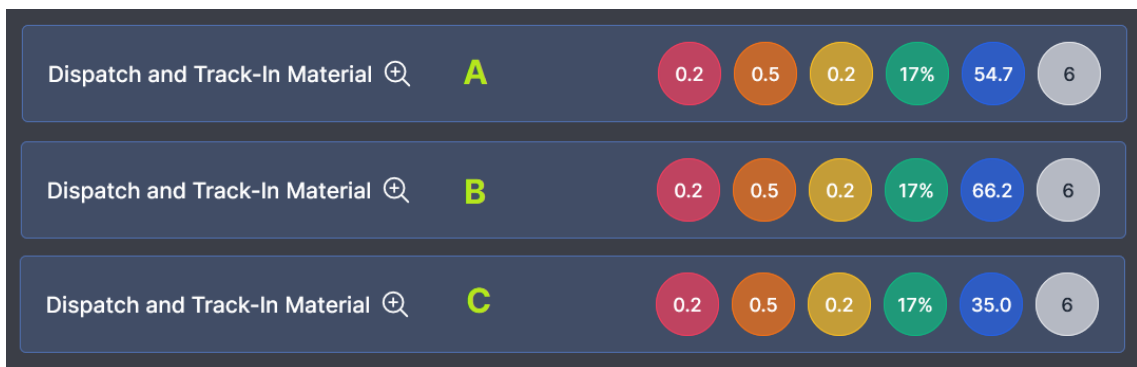 Dispatch and Track-In Material A 0.2 0.5 0.2 17% 54.7 6
Dispatch and Track-In Material B 0.2 0.5 0.2 17% 66.2 6
Dispatch and Track-In Material C 0.2 0.5 0.2 17% 35.0 6